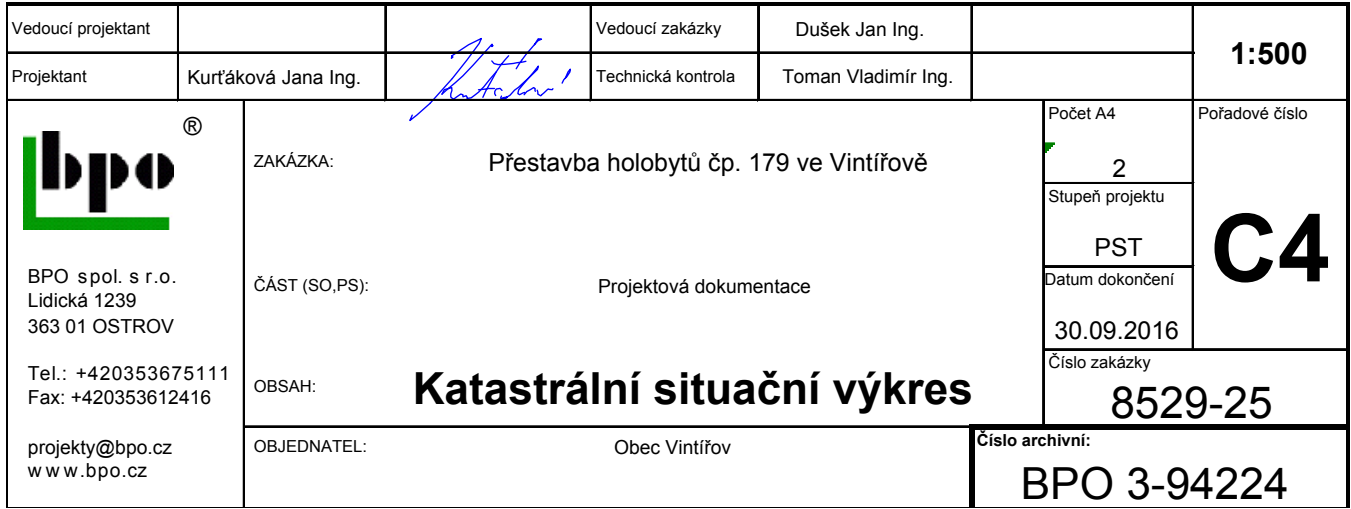 Vedoucí projektant
Vedoucí zakázky
Dušek Jan Ing.
1:500
Projektant
Kurťáková Jana Ing.
Technická kontrola
Toman Vladimír Ing.
bpo ®
ZAKÁZKA:
Přestavba holobytů čp. 179 ve Vintířově
Počet A4
2
Pořadové číslo
C4
Stupeň projektu
PST
BPO spol. s r.o.
Lidická 1239
363 01 OSTROV
ČÁST (SO,PS):
Projektová dokumentace
Datum dokončení
30.09.2016
Tel.: +420353675111
Fax: +420353612416
OBSAH:
Katastrální situační výkres
Číslo zakázky
8529-25
projekty@bpo.cz
www.bpo.cz
OBJEDNATEL:
Obec Vintířov
Číslo archivní:
BPO 3-94224